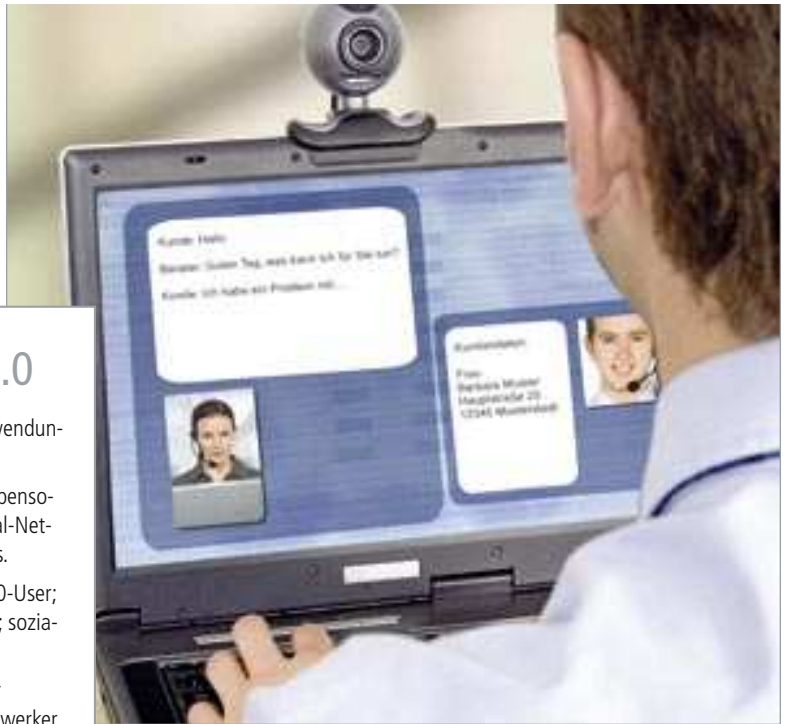 .0
wendun-
penso-
al-Net-
s.
0-User;
; sozia-
werker
Kunde: Hallo
Berater: Guten Tag, was kann ich für Sie tun?
Kunde: Ich habe ein Problem mit...
Kundendaten:
Frau
Barbara Muster
Hauptstraße 20
12345 Musterstadt